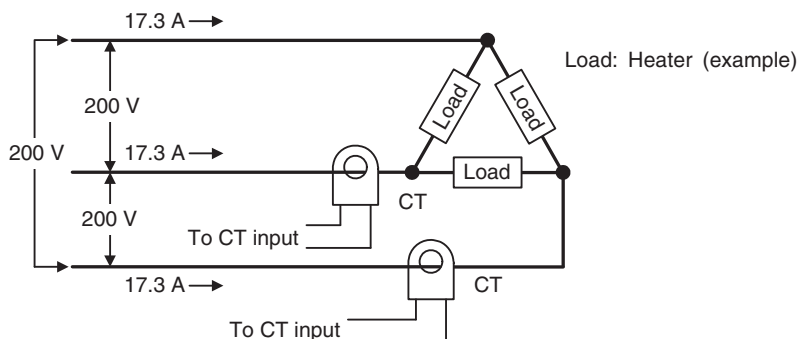 17.3 A
Load: Heater (example)
Load
Load
200 V
200 V
17.3 A
Load
CT
200 V
To CT input
17.3 A
CT
To CT input